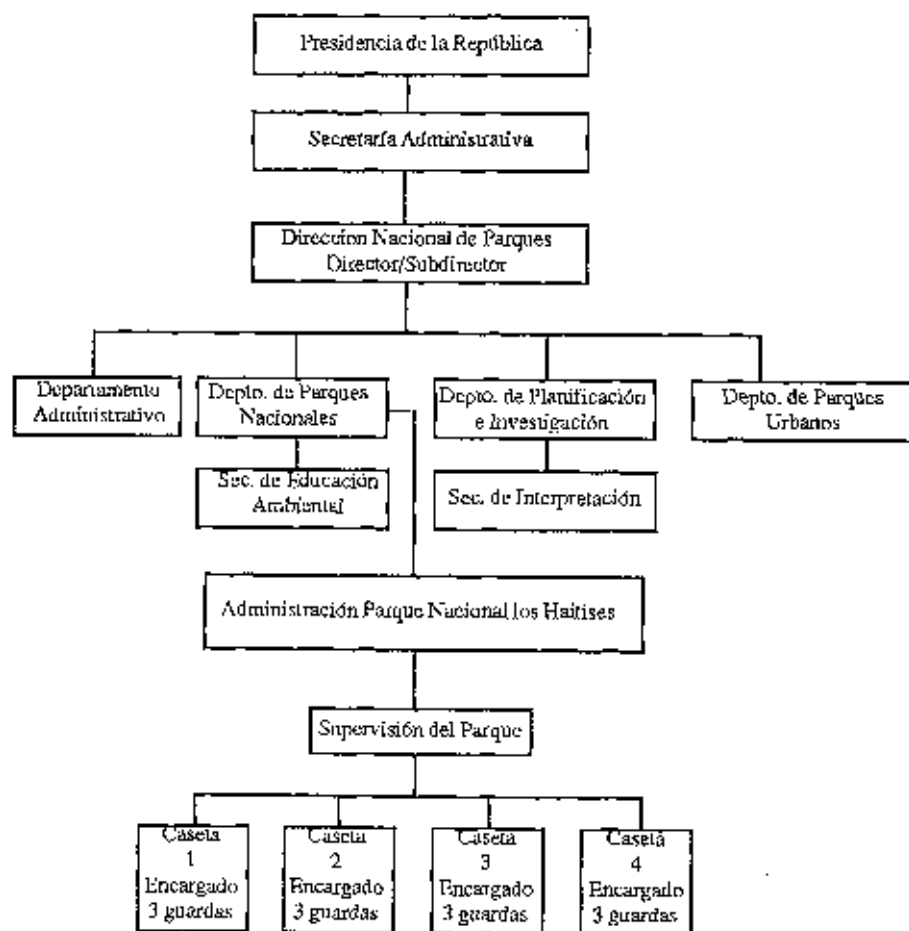 Presidencia de la República
Secretaría Administrativa
Direccion Nacional de Parques
Director/Subdirector
Departamento
Administrativo
Depto. de Parques
Nacionales
Depto. de Planificación
e Investigación
Depto. de Parques
Urbanos
Sec. de Educación
Ambiental
Sec. de Interpretación
Administración Parque Nacional los Haitises
Supervisión del Parque
Caseta
1
Encargado
3 guardas
Caseta
2
Encargado
3 guardas
Caseta
3
Encargado
3 guardas
Caseta
4
Encargado
3 guardas